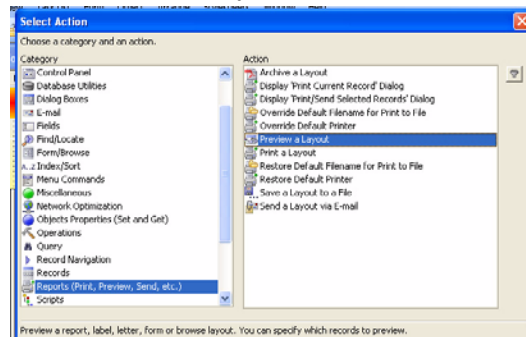 Select Action
Choose a category and an action.
Category
Control Panel
Database Utilities
Dialog Boxes
E-mail
Fields
Find/Locate
Form/Browse
A..Z Index/Sort
Menu Commands
Miscellaneous
Network Optimization
Objects Properties (Set and Get)
Operations
Query
Record Navigation
Records
Reports (Print, Preview, Send, etc.)
Scripts
Action
Archive a Layout
Display 'Print Current Record' Dialog
Display 'Print/Send Selected Records' Dialog
Override Default Filename for Print to File
Override Default Printer
Preview a Layout
Print a Layout
Restore Default Filename for Print to File
Restore Default Printer
Save a Layout to a File
Send a Layout via E-mail
Preview a report, label, letter, form or browse layout. You can specify which records to preview.